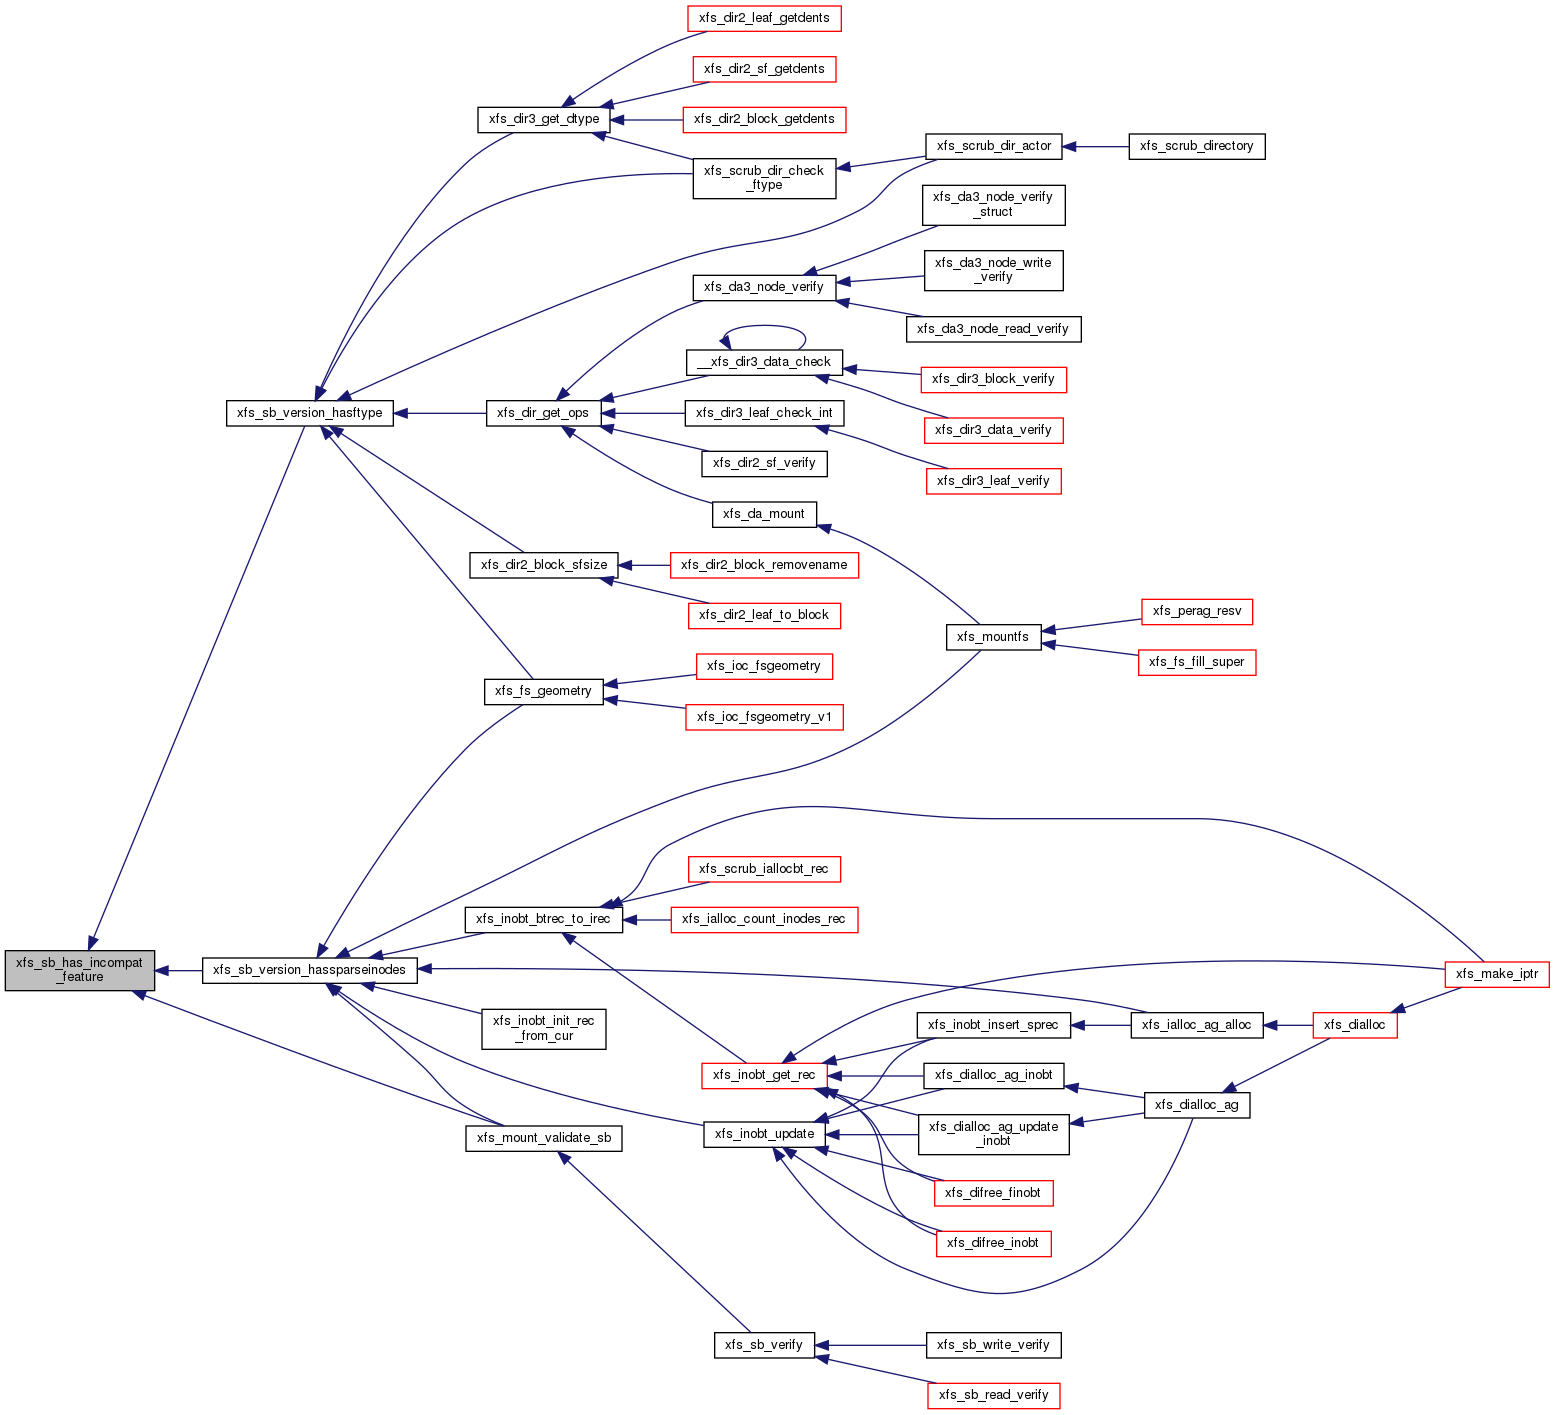 xfs_dir2_leaf_getdents
xfs_dir2_sf_getdents
xfs_dir3_get_dtype
xfs_dir2_block_getdents
xfs_scrub_dir_actor
xfs_scrub_directory
xfs_scrub_dir_check
_ftype
xfs_da3_node_verify
_struct
xfs_da3_node_write
_verify
xfs_da3_node_verify
xfs_da3_node_read_verify
__xfs_dir3_data_check
xfs_dir3_block_verify
xfs_sb_version_hasftype
xfs_dir_get_ops
xfs_dir3_leaf_check_int
xfs_dir3_data_verify
xfs_dir2_sf_verify
xfs_dir3_leaf_verify
xfs_da_mount
xfs_dir2_block_sfsize
xfs_dir2_block_removename
xfs_dir2_leaf_to_block
xfs_perag_resv
xfs_mountfs
xfs_fs_fill_super
xfs_ioc_fsgeometry
xfs_fs_geometry
xfs_ioc_fsgeometry_v1
xfs_scrub_iallocbt_rec
xfs_inobt_btrec_to_irec
xfs_ialloc_count_inodes_rec
xfs_sb_has_incompat
_feature
xfs_sb_version_hassparseinodes
xfs_make_iptr
xfs_inobt_init_rec
_from_cur
xfs_inobt_insert_sprec
xfs_ialloc_ag_alloc
xfs_dialloc
xfs_inobt_get_rec
xfs_dialloc_ag_inobt
xfs_dialloc_ag
xfs_mount_validate_sb
xfs_inobt_update
xfs_dialloc_ag_update
_inobt
xfs_difree_finobt
xfs_difree_inobt
xfs_sb_verify
xfs_sb_write_verify
xfs_sb_read_verify